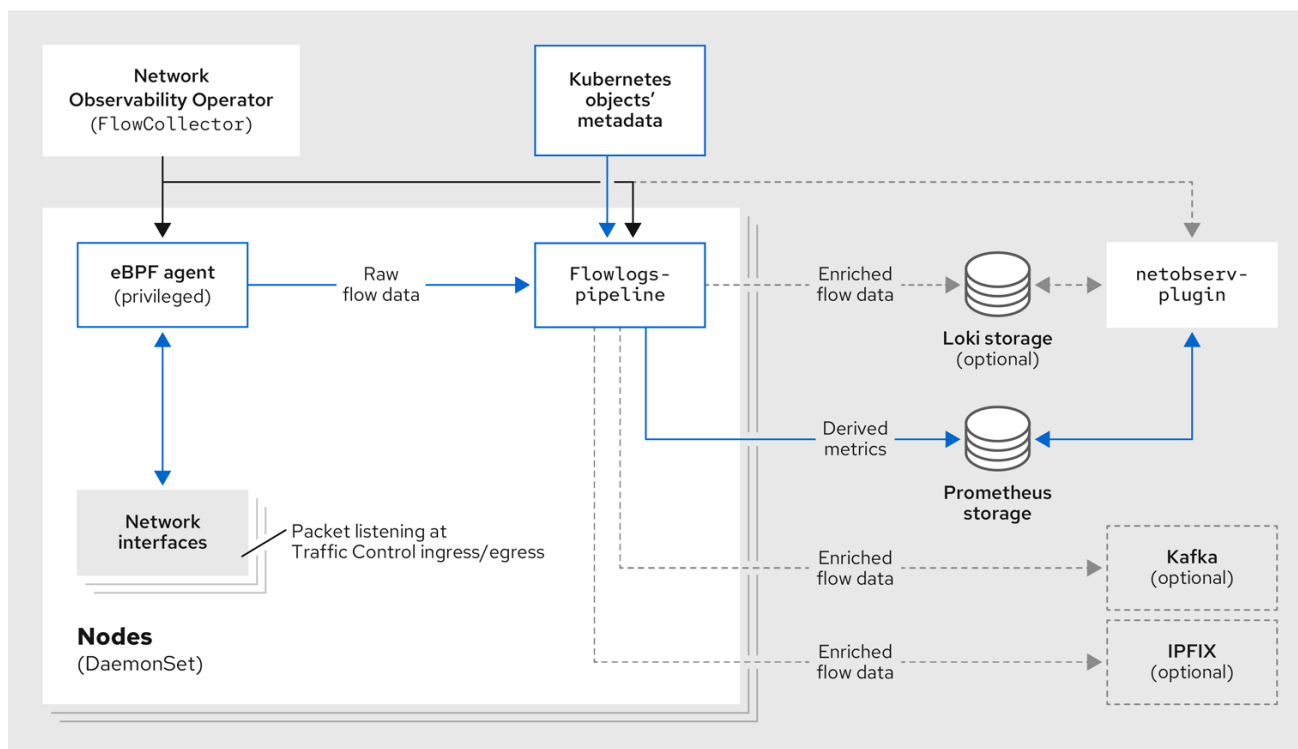 Network
Observability Operator
(FlowCollector)
Kubernetes
objects’
metadata
eBPF agent
(privileged)
Raw
flow data
Flowlogs-
pipeline
Enriched
flow data
Loki storage
(optional)
netobserv-
plugin
Derived
metrics
Prometheus
storage
Network
interfaces
Packet listening at
Traffic Control ingress/egress
Enriched
flow data
Kafka
(optional)
Nodes
(DaemonSet)
Enriched
flow data
IPFIX
(optional)